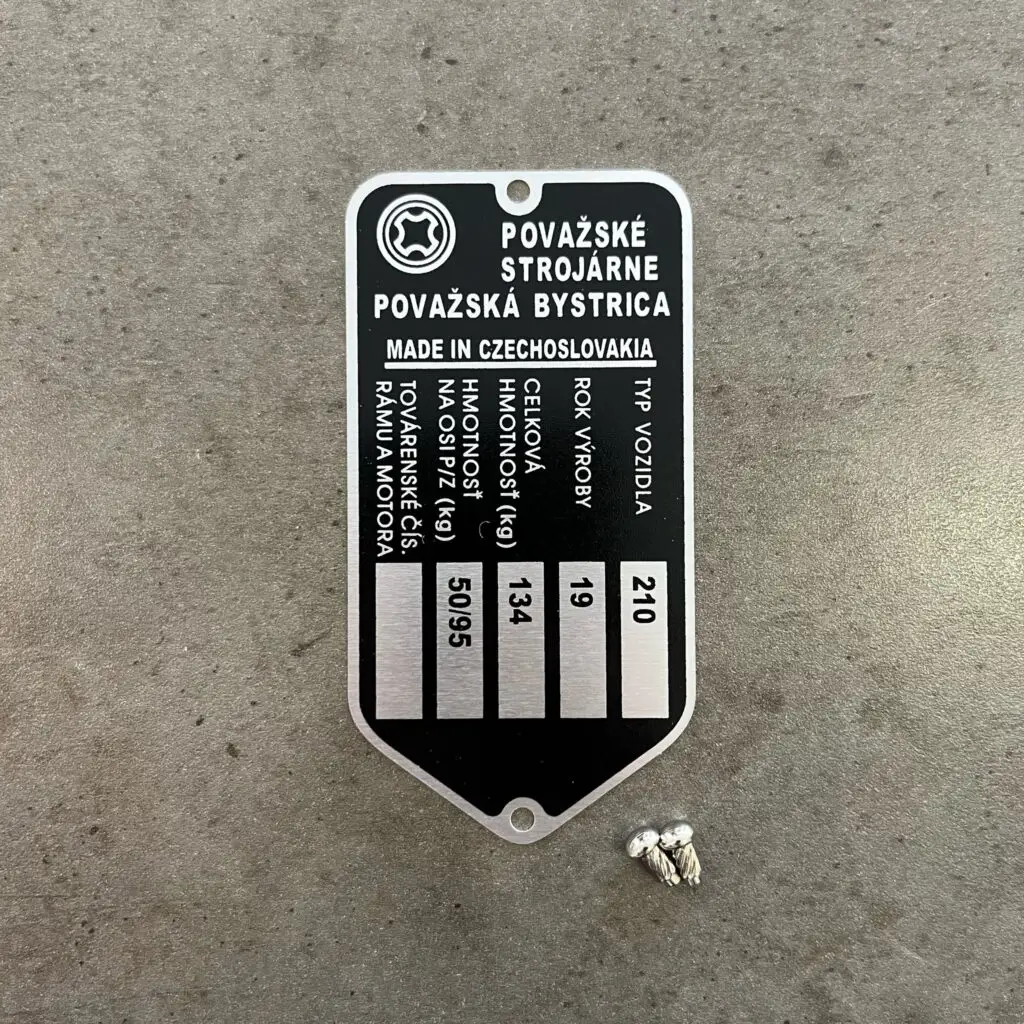 POVAŽSKÉ
STROJÁRNE
POVAŽSKÁ BYSTRICA
MADE IN CZECHOSLOVAKIA
TYP VOZIDLA
210
ROK VÝROBY
19
CELKOVÁ
HMOTNOSŤ (kg)
134
HMOTNOSŤ
NA OSI P/Z (kg)
50/95
TOVÁRENSKÉ ČÍS.
RÁMU A MOTORA